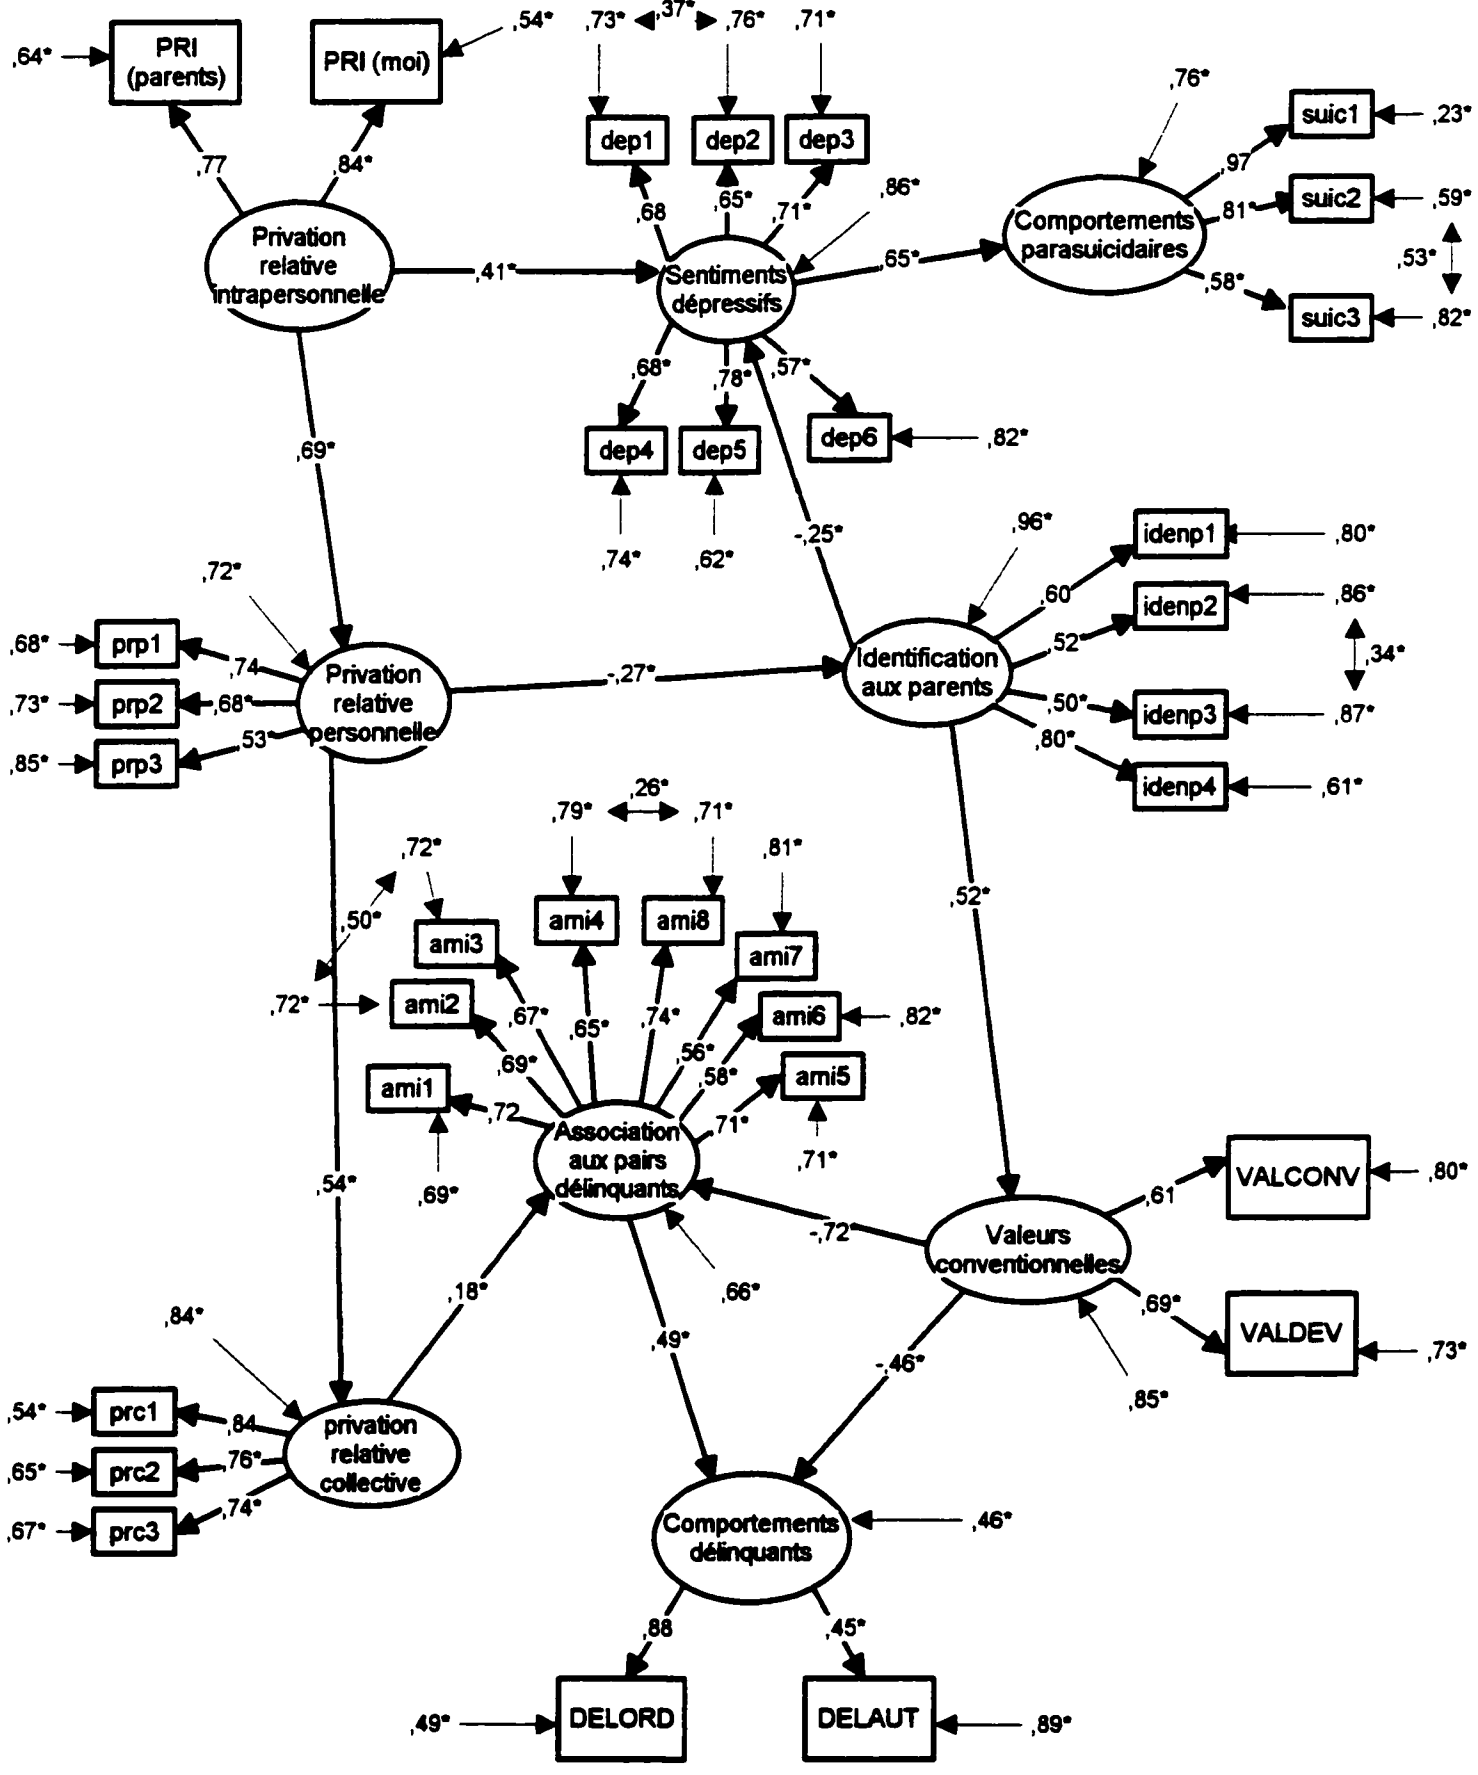 PRI
(parents)
PRI (moi)
,64*
,54*
,77
,84*
,73*
,37*
,76*
,71*
dep1
dep2
dep3
,68
,65*
,71*
,86*
,76*
suic1
,23*
,97
suic2
,59*
,81*
,53*
,58*
suic3
,82*
Privation
relative
intrapersonnelle
,41*
Sentiments
dépressifs
,65*
Comportements
parasuicidaires
,68*
,78*
,57*
dep4
dep5
dep6
,82*
,74*
,62*
,69*
-,25*
,96*
idenp1
,80*
,60
idenp2
,86*
,52*
,34*
,50*
idenp3
,87*
,80*
idenp4
,61*
,72*
,68*
prp1
,74
,73*
prp2
,68*
,85*
prp3
,53*
Privation
relative
personnelle
-,27*
Identification
aux parents
,26*
,79*
,71*
,72*
,81*
,50*
,52*
ami3
ami4
ami8
ami7
,72*
ami2
ami6
,82*
,67*
,65*
,74*
,56*
,69*
,58*
ami1
ami5
,72
,71*
,69*
,71*
Association
aux pairs
délinquants
,54*
-,72*
,18*
,66*
Valeurs
conventionnelles
,61
VALCONV
,80*
,69*
VALDEV
,73*
,85*
,84*
,49*
-,46*
,54*
prc1
,84
,65*
prc2
,76*
,67*
prc3
,74*
privation
relative
collective
Comportements
délinquants
,46*
,88
,45*
,49*
DELORD
DELAUT
,89*